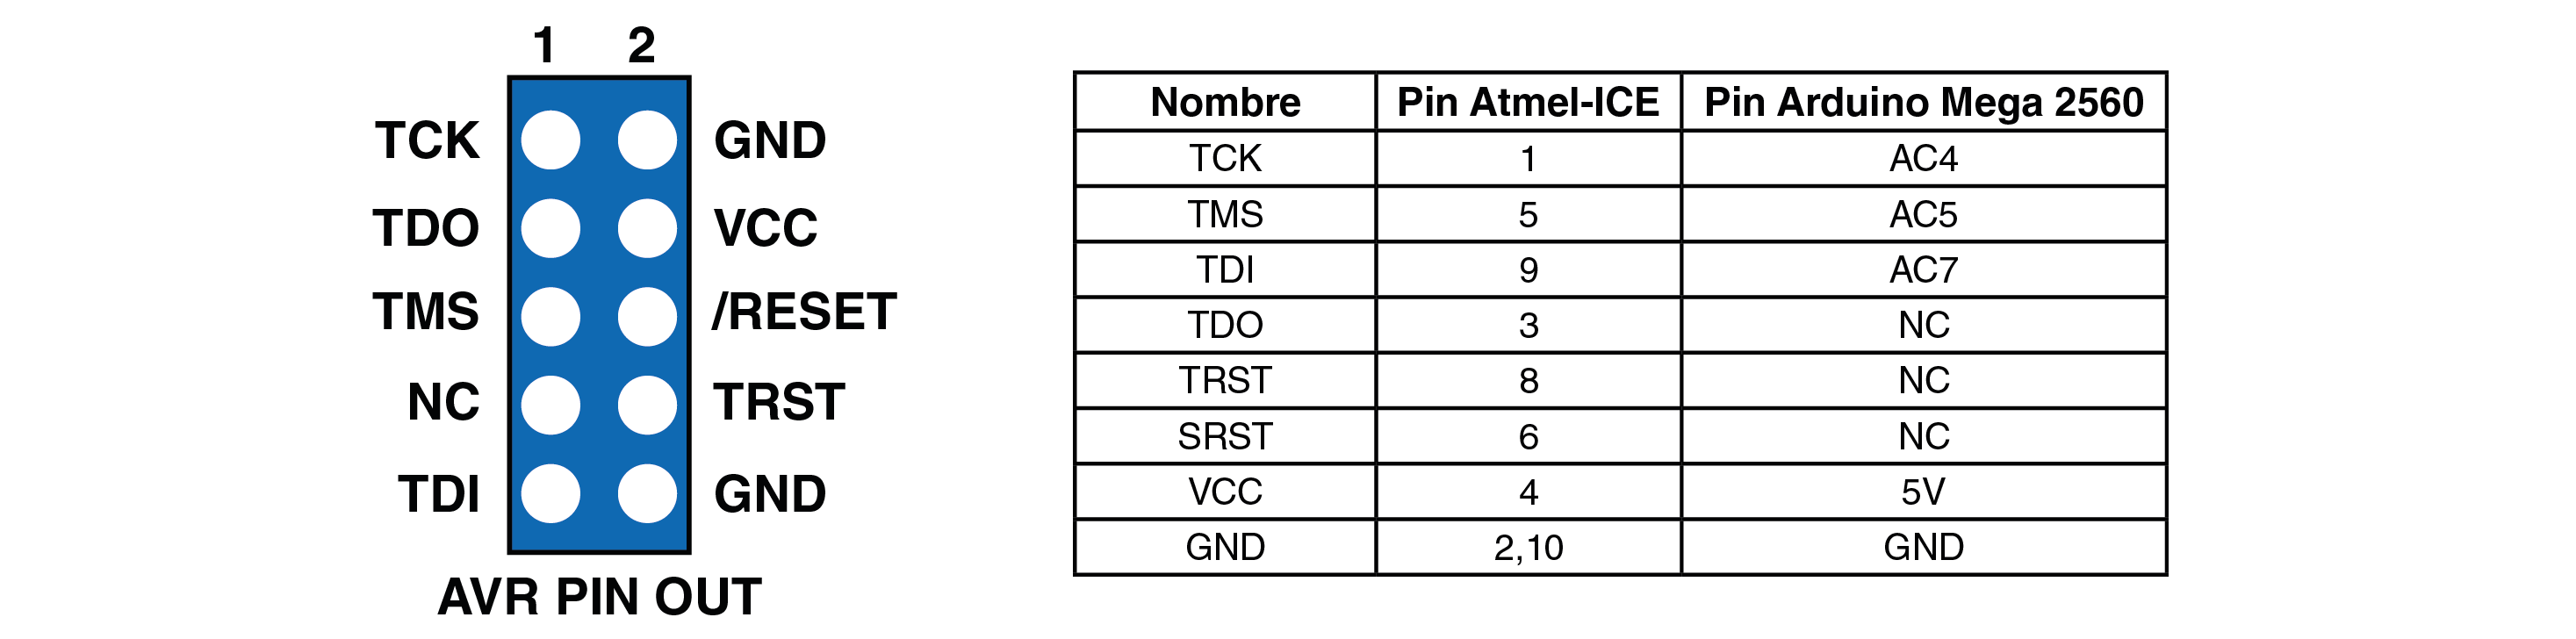 1 2
TCK GND
TDO VCC
TMS /RESET
NC TRST
TDI GND
AVR PIN OUT
Nombre Pin Atmel-ICE Pin Arduino Mega 2560
TCK 1 AC4
TMS 5 AC5
TDI 9 AC7
TDO 3 NC
TRST 8 NC
SRST 6 NC
VCC 4 5V
GND 2,10 GND